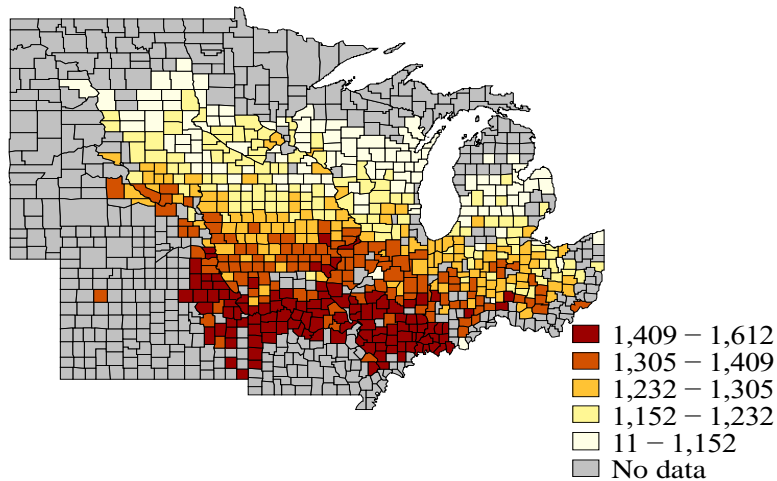 1,409 − 1,612
1,305 − 1,409
1,232 − 1,305
1,152 − 1,232
11 − 1,152
No data